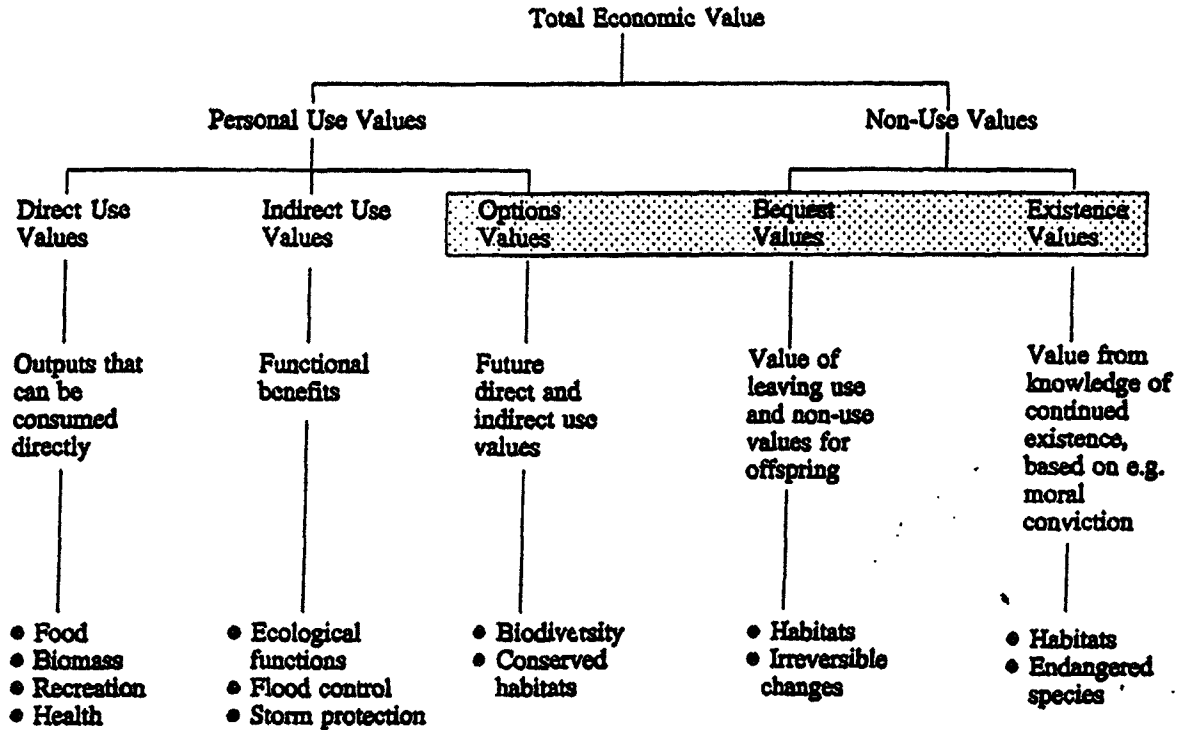 Total Economic Value
Personal Use Values
Non-Use Values
Direct Use
Values
Indirect Use
Values
Options
Values
Bequest
Values
Existence
Values
Outputs that
can be
consumed
directly
Functional
benefits
Future
direct and
indirect use
values
Value of
leaving use
and non-use
values for
offspring
Value from
knowledge of
continued
existence,
based on e.g.
moral
conviction
● Food
● Biomass
● Recreation
● Health
● Ecological
functions
● Flood control
● Storm protection
● Biodiversity
● Conserved
habitats
● Habitats
● Irreversible
changes
● Habitats
● Endangered
species